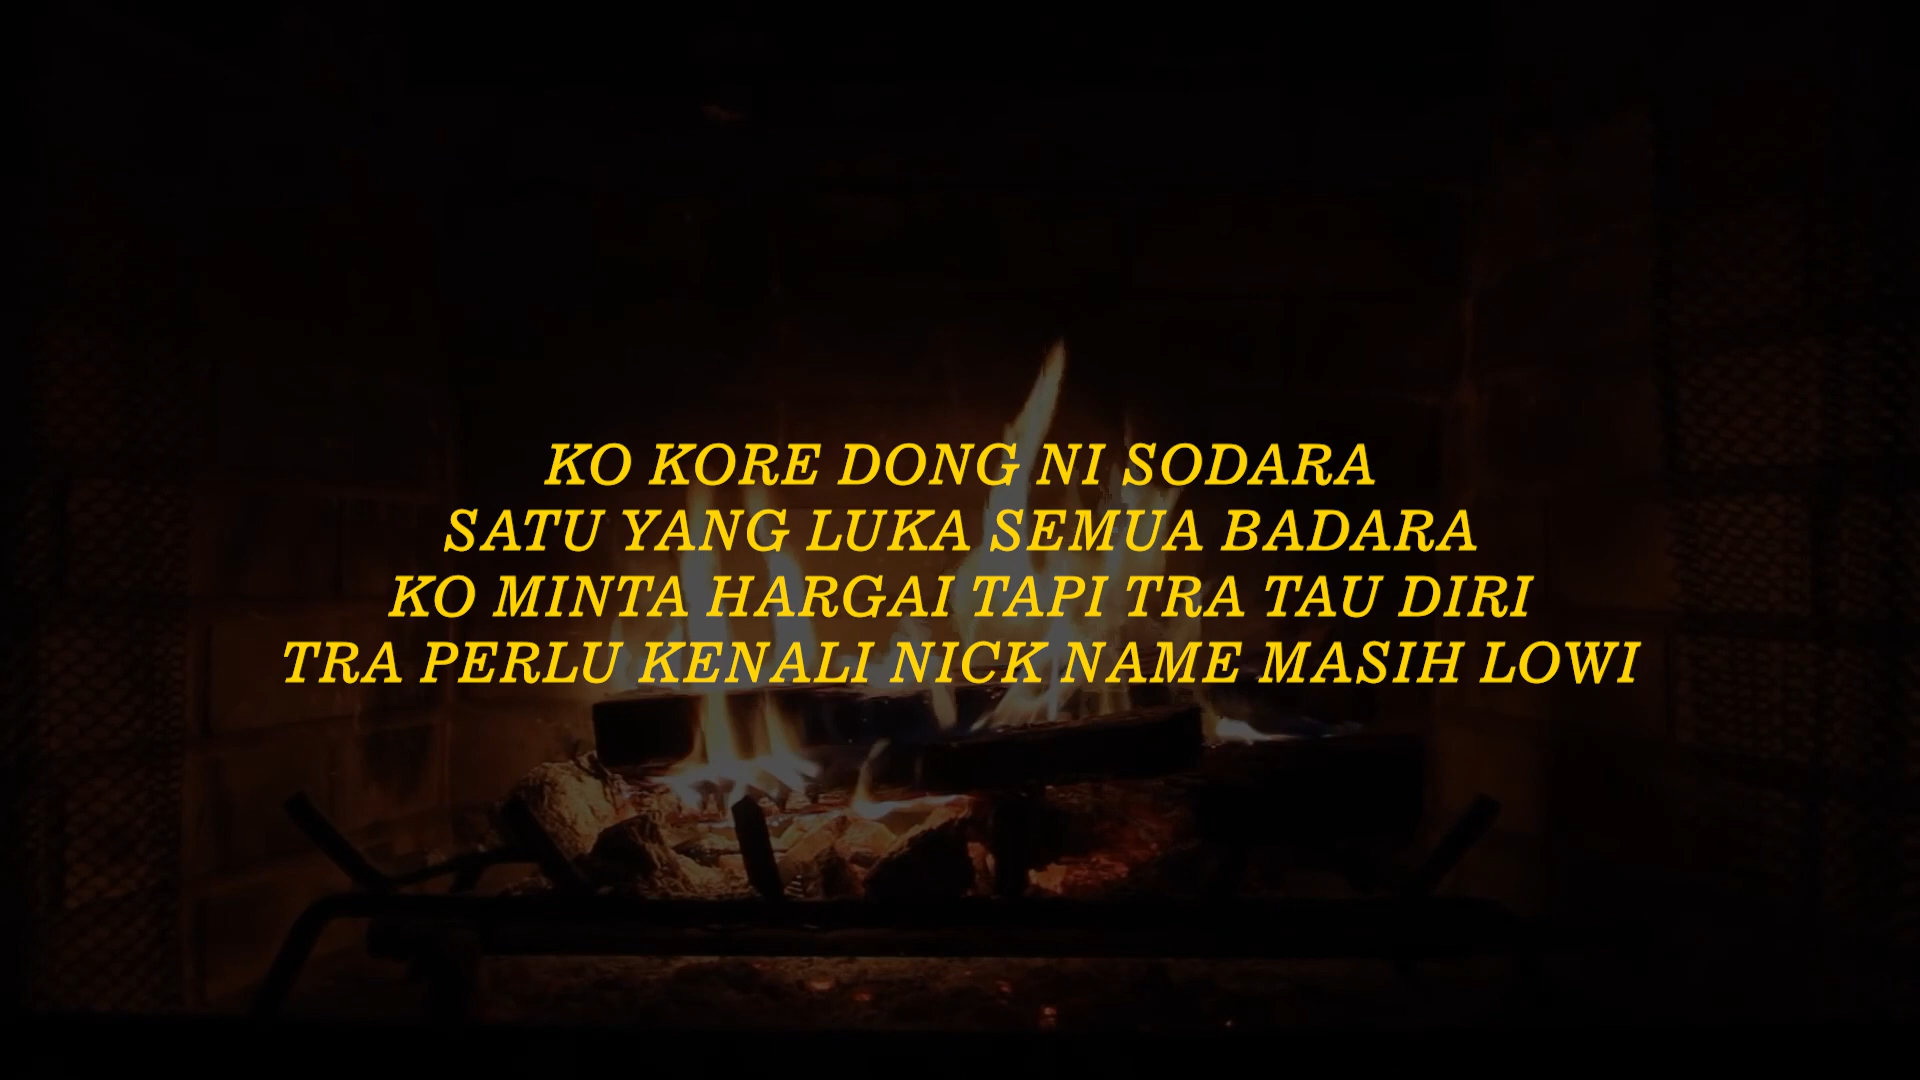 KO KORE DONG NI SODARA
SATU YANG LUKA SEMUA BADARA
KO MINTA HARGAI TAPI TRA TAU DIRI
TRA PERLU KENALI NICK NAME MASIH LOWI